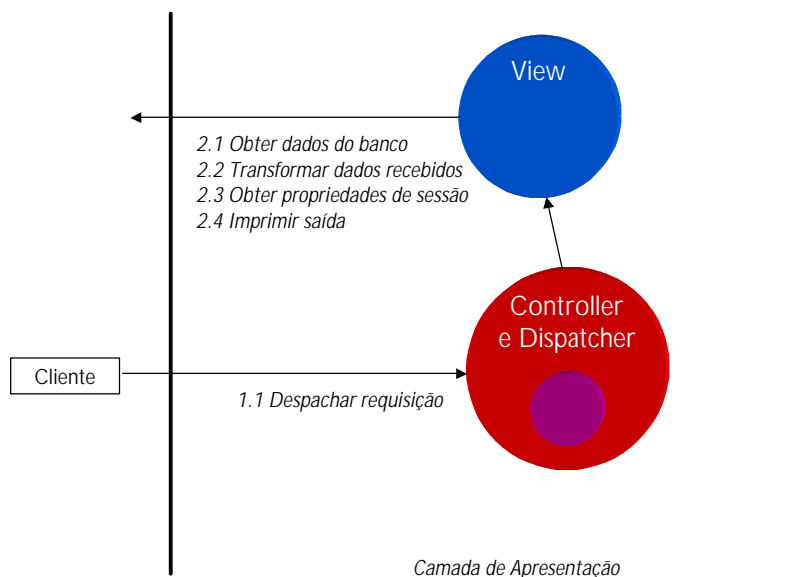 View
2.1 Obter dados do banco
2.2 Transformar dados recebidos
2.3 Obter propriedades de sessão
2.4 Imprimir saída
Controller
e Dispatcher
Cliente
1.1 Despachar requisição
Camada de Apresentação